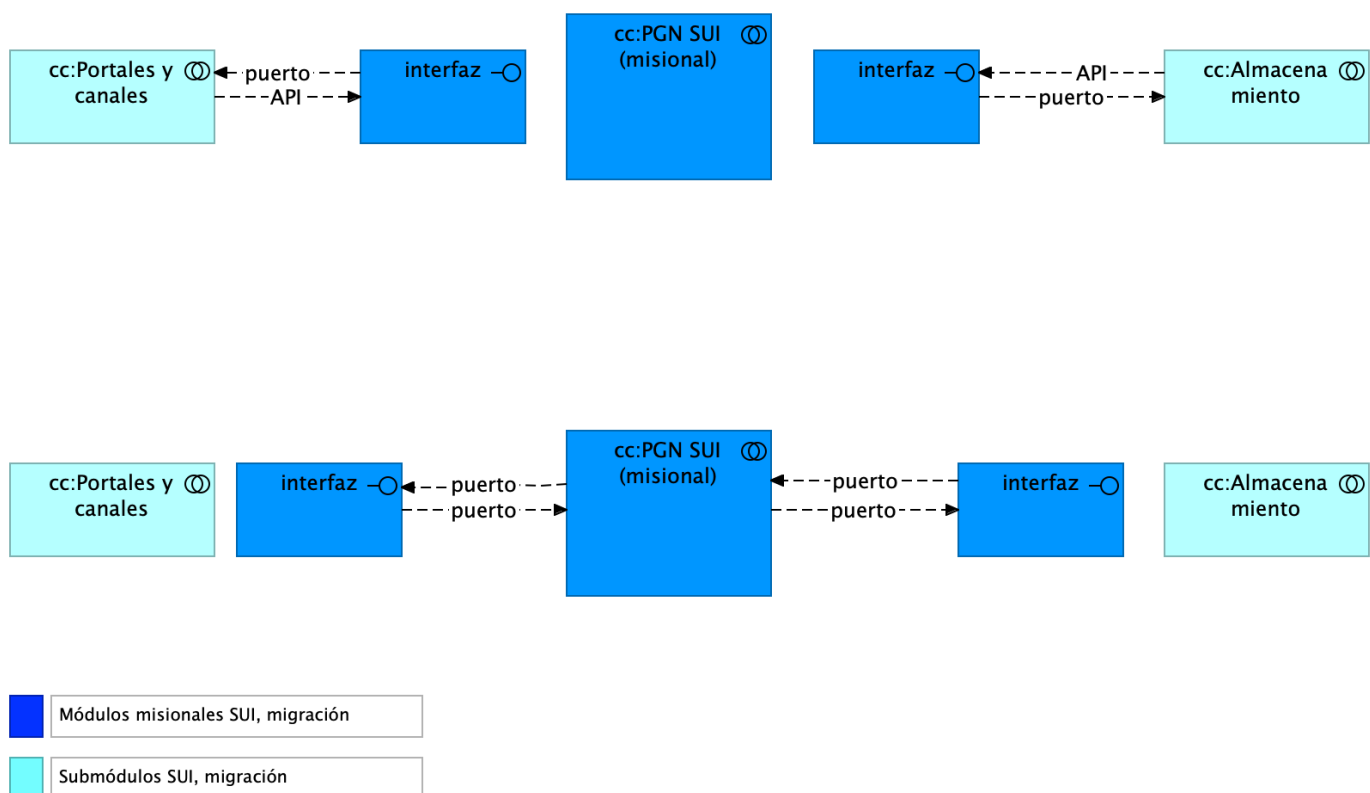 cc:PGN SUI
(misional)
cc:Portales y
canales
puerto
API
interfaz
interfaz
API
puerto
cc:Almacena
miento
cc:PGN SUI
(misional)
cc:Portales y
canales
interfaz
puerto
puerto
puerto
puerto
interfaz
cc:Almacena
miento
Módulos misionales SUI, migración
Submódulos SUI, migración